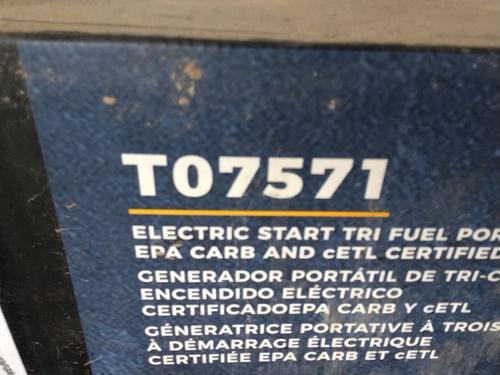 T07571
ELECTRIC START TRI FUEL POR
EPA CARB AND cETL CERTIFIED
GENERADOR PORTÁTIL DE TRI-C
ENCENDIDO ELÉCTRICO
CERTIFICADOEPA CARB Y cETL
GÉNERATRICE PORTATIVE À TROIS
À DÉMARRAGE ÉLECTRIQUE
CERTIFIÉE EPA CARB ET cETL